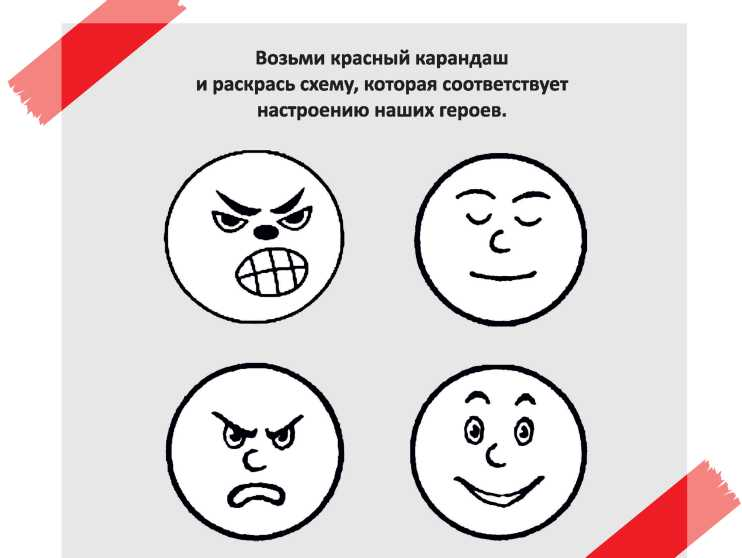 Возьми красный карандаш
и раскрась схему, которая соответствует
настроению наших героев.